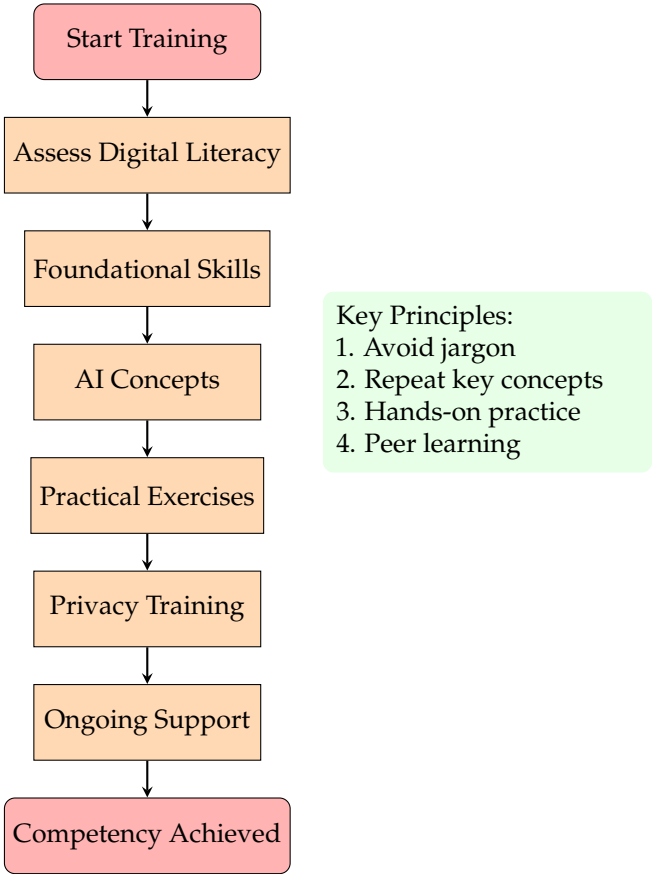 Start Training
Assess Digital Literacy
Foundational Skills
AI Concepts
Practical Exercises
Privacy Training
Ongoing Support
Competency Achieved
Key Principles:
1. Avoid jargon
2. Repeat key concepts
3. Hands-on practice
4. Peer learning